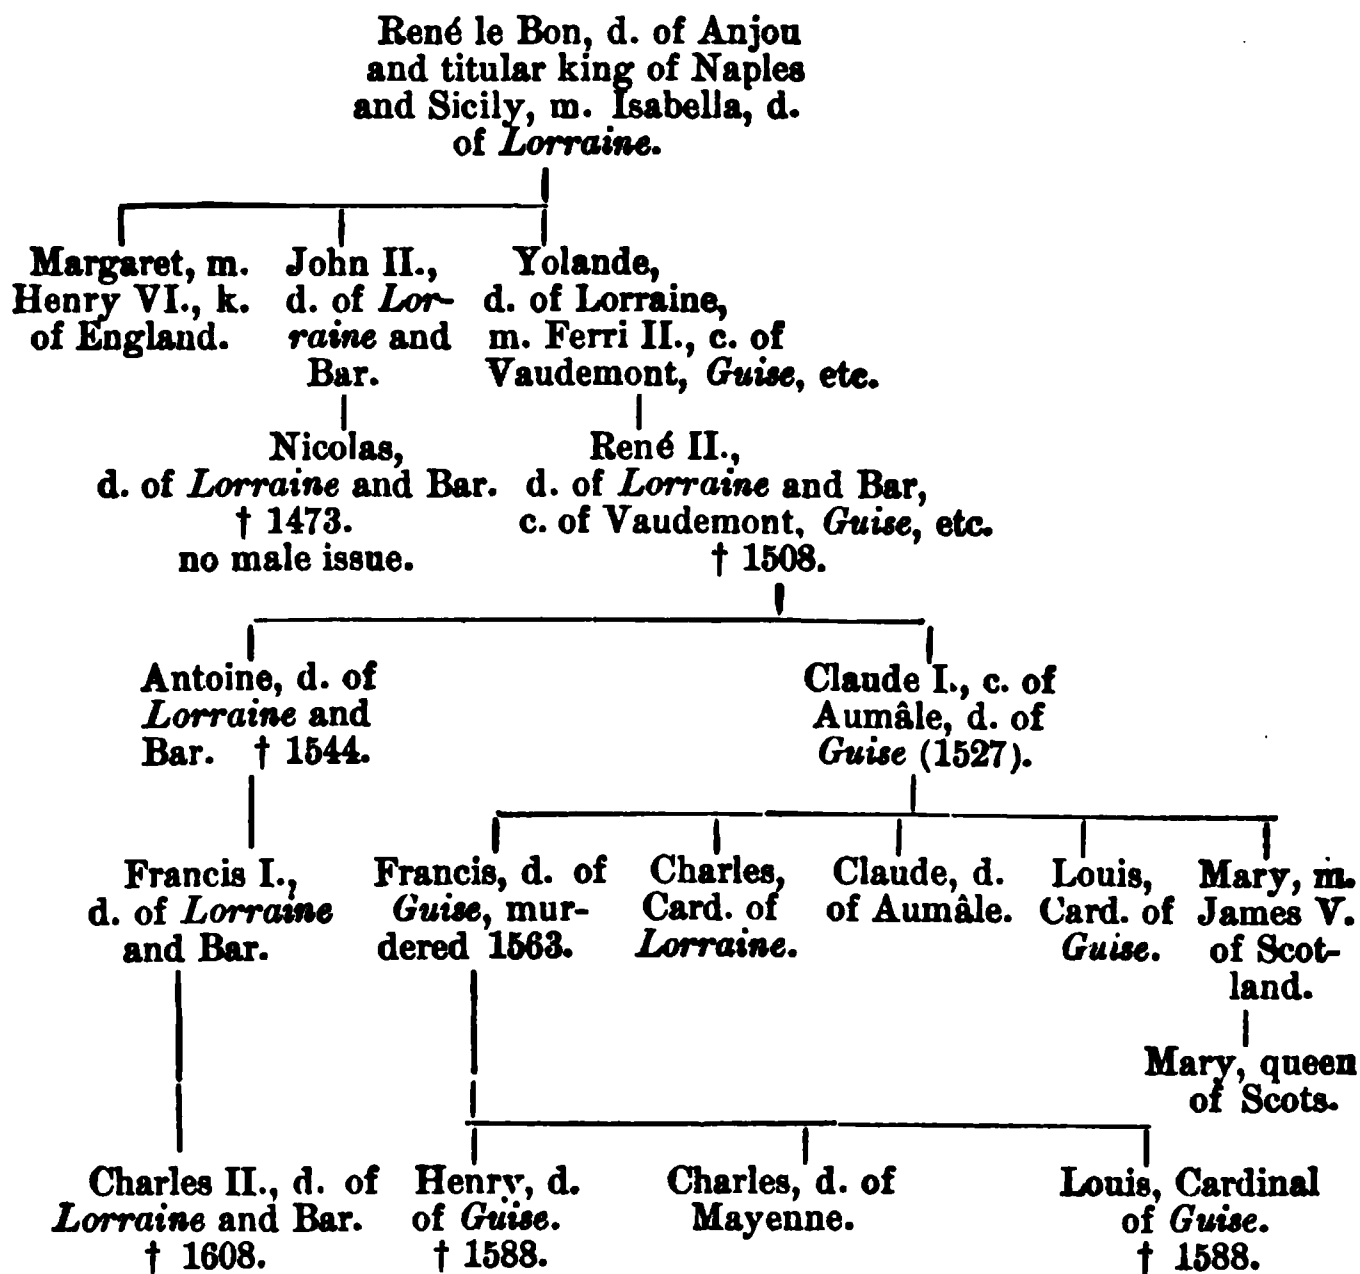 René le Bon, d. of Anjou
and titular king of Naples
and Sicily, m. Isabella, d.
of Lorraine.
Margaret, m.
Henry VI., k.
of England.
John II.,
d. of Lor-
raine and
Bar.
Yolande,
d. of Lorraine,
m. Ferri II., c. of
Vaudemont, Guise, etc.
Nicolas,
d. of Lorraine and Bar.
† 1473.
no male issue.
René II.,
d. of Lorraine and Bar,
c. of Vaudemont, Guise, etc.
† 1508.
Antoine, d. of
Lorraine and
Bar. † 1544.
Claude I., c. of
Aumâle, d. of
Guise (1527).
Francis I.,
d. of Lorraine
and Bar.
Francis, d. of
Guise, mur-
dered 1563.
Charles,
Card. of
Lorraine.
Claude, d.
of Aumâle.
Louis,
Card. of
Guise.
Mary, m.
James V.
of Scot-
land.
Mary, queen
of Scots.
Charles II., d. of
Lorraine and Bar.
† 1608.
Henry, d.
of Guise.
† 1588.
Charles, d. of
Mayenne.
Louis, Cardinal
of Guise.
† 1588.